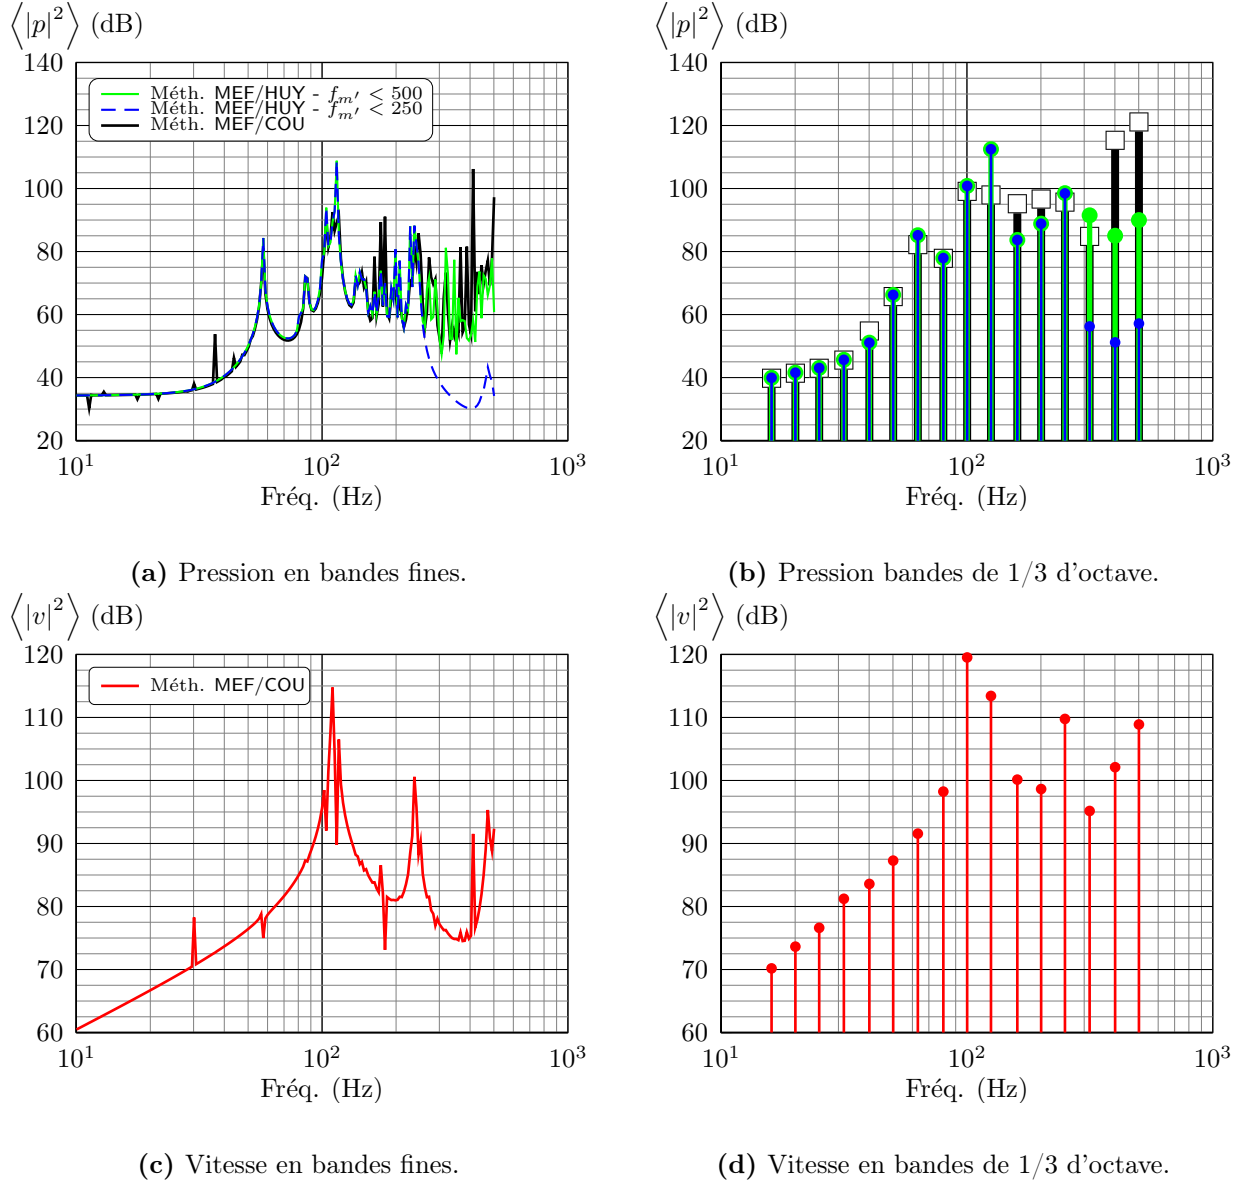 ⟨|p|²⟩ (dB)
140
120
100
80
60
40
20
10¹ 10² 10³
Fréq. (Hz)
Méth. MEF/HUY - fₘ′ < 500
Méth. MEF/HUY - fₘ′ < 250
Méth. MEF/COU
(a) Pression en bandes fines.
⟨|p|²⟩ (dB)
140
120
100
80
60
40
20
10¹ 10² 10³
Fréq. (Hz)
(b) Pression bandes de 1/3 d'octave.
⟨|v|²⟩ (dB)
120
110
100
90
80
70
60
10¹ 10² 10³
Fréq. (Hz)
Méth. MEF/COU
(c) Vitesse en bandes fines.
⟨|v|²⟩ (dB)
120
110
100
90
80
70
60
10¹ 10² 10³
Fréq. (Hz)
(d) Vitesse en bandes de 1/3 d'octave.